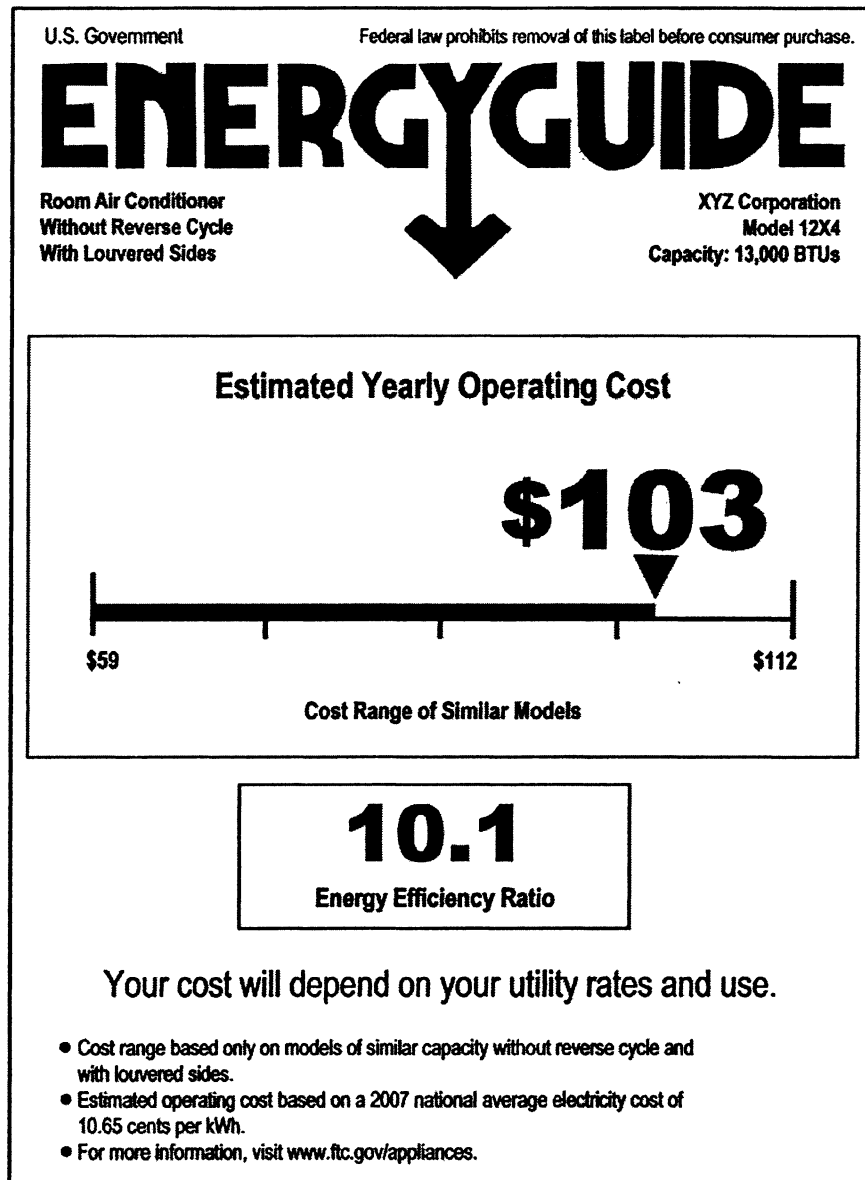 U.S. Government
Federal law prohibits removal of this label before consumer purchase.
ENERGYGUIDE
Room Air Conditioner
Without Reverse Cycle
With Louvered Sides
XYZ Corporation
Model 12X4
Capacity: 13,000 BTUs
Estimated Yearly Operating Cost
$103
$59
$112
Cost Range of Similar Models
10.1
Energy Efficiency Ratio
Your cost will depend on your utility rates and use.
● Cost range based only on models of similar capacity without reverse cycle and
with louvered sides.
● Estimated operating cost based on a 2007 national average electricity cost of
10.65 cents per kWh.
● For more information, visit www.ftc.gov/appliances.